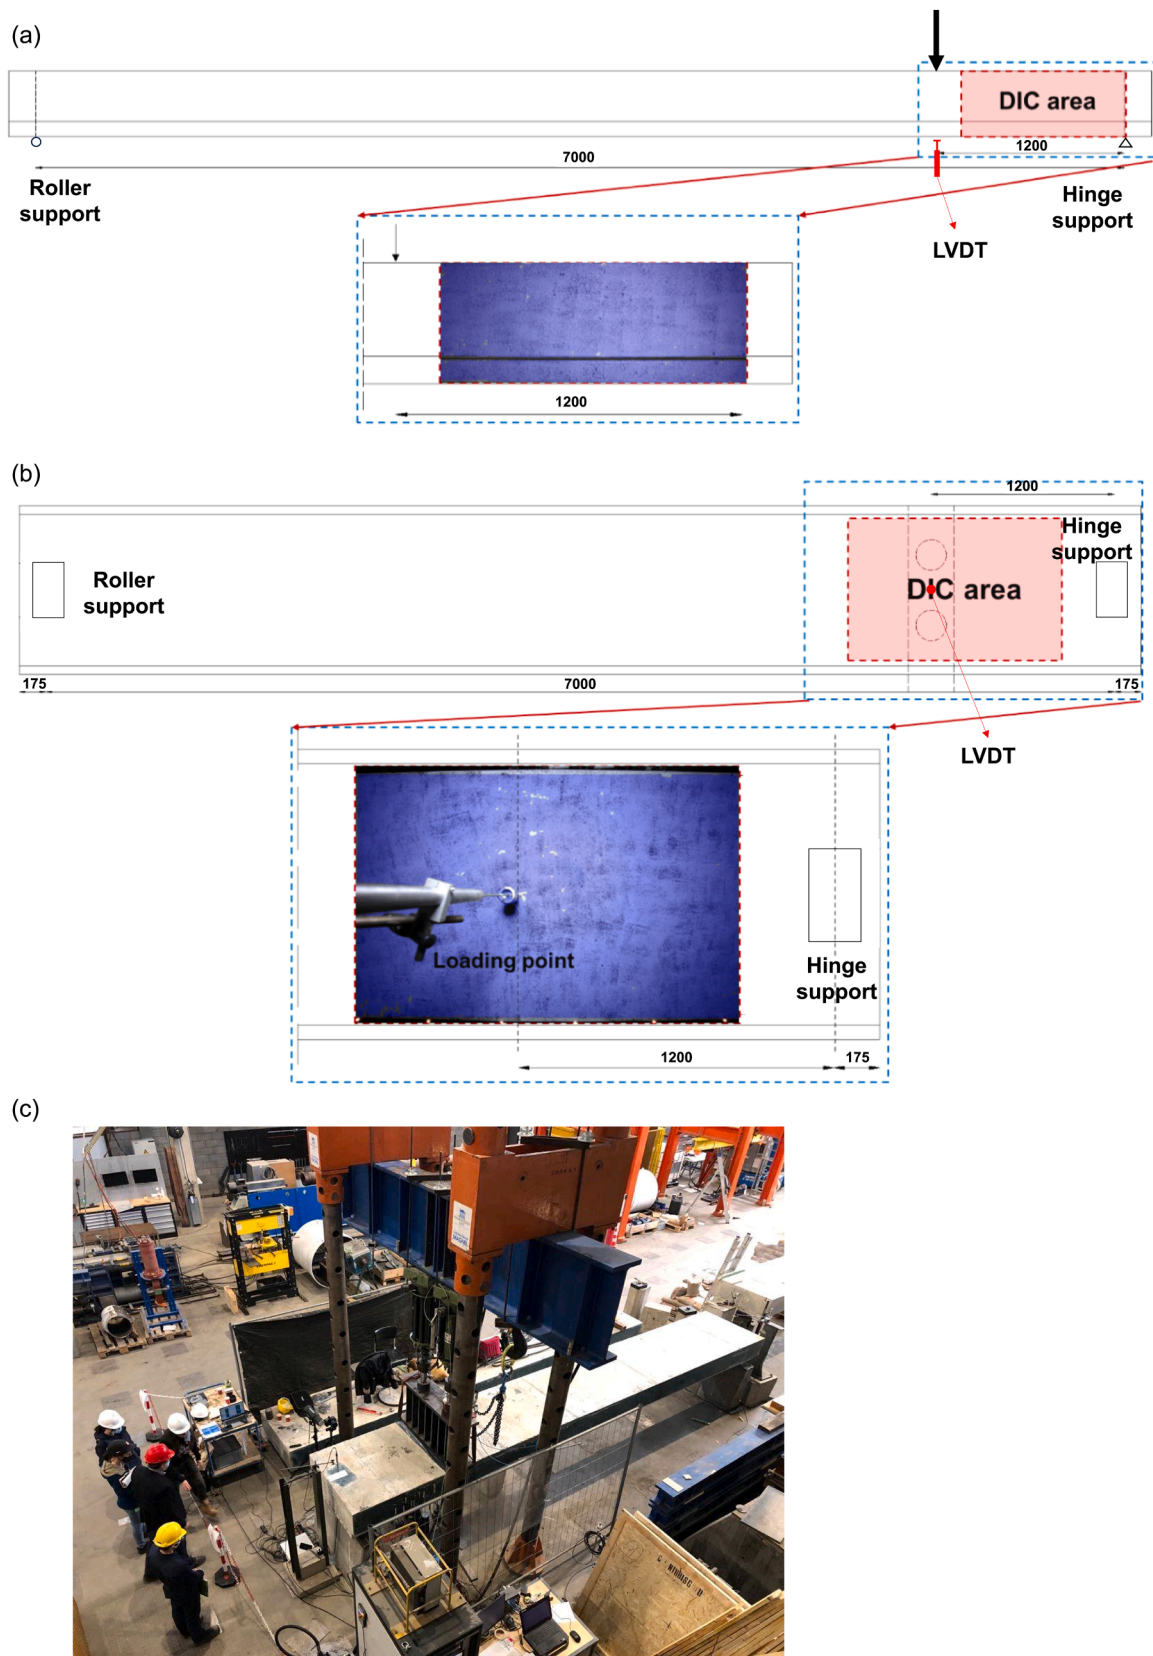 (a)
DIC area
1200
7000
Roller
support
Hinge
support
LVDT
1200
(b)
1200
Hinge
support
Roller
support
DIC area
175
7000
175
LVDT
Loading point
Hinge
support
1200
175
(c)